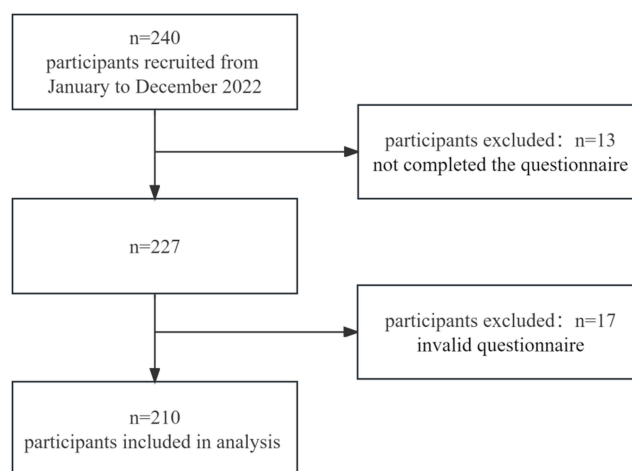 n=240
participants recruited from
January to December 2022
participants excluded：n=13
not completed the questionnaire
n=227
participants excluded：n=17
invalid questionnaire
n=210
participants included in analysis